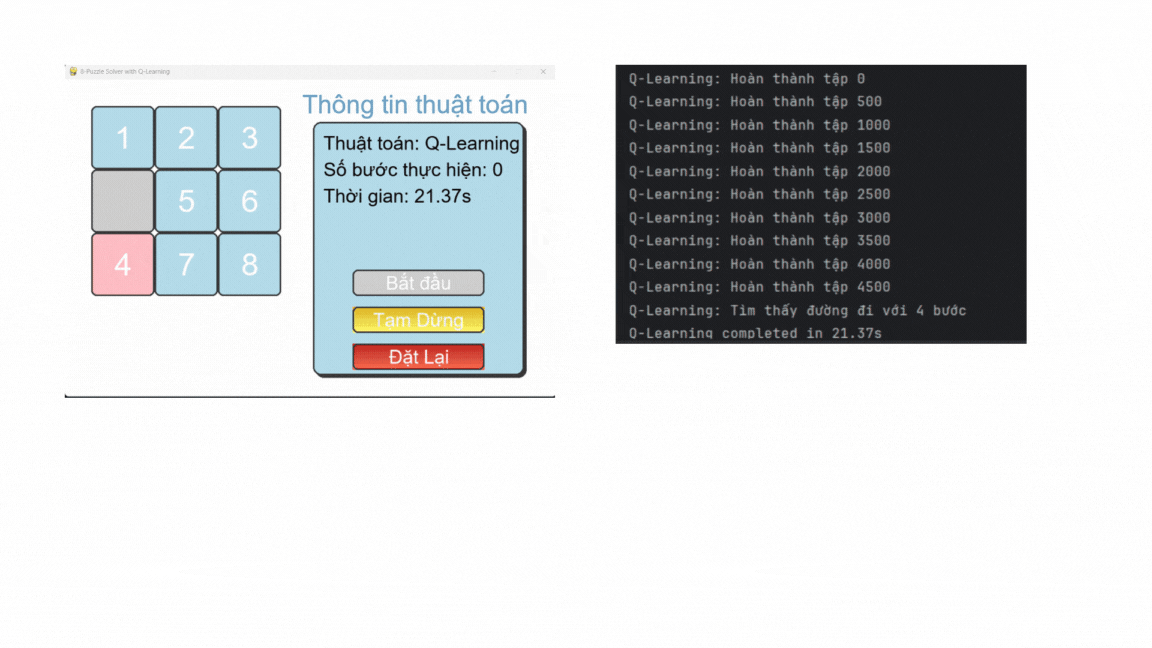 8-Puzzle Solver with Q-Learning
Thông tin thuật toán
1 2 3
5 6
4 7 8
Thuật toán: Q-Learning
Số bước thực hiện: 0
Thời gian: 21.37s
Bắt đầu
Tạm Dừng
Đặt Lại
Q-Learning: Hoàn thành tập 0
Q-Learning: Hoàn thành tập 500
Q-Learning: Hoàn thành tập 1000
Q-Learning: Hoàn thành tập 1500
Q-Learning: Hoàn thành tập 2000
Q-Learning: Hoàn thành tập 2500
Q-Learning: Hoàn thành tập 3000
Q-Learning: Hoàn thành tập 3500
Q-Learning: Hoàn thành tập 4000
Q-Learning: Hoàn thành tập 4500
Q-Learning: Tìm thấy đường đi với 4 bước
Q-Learning completed in 21.37s